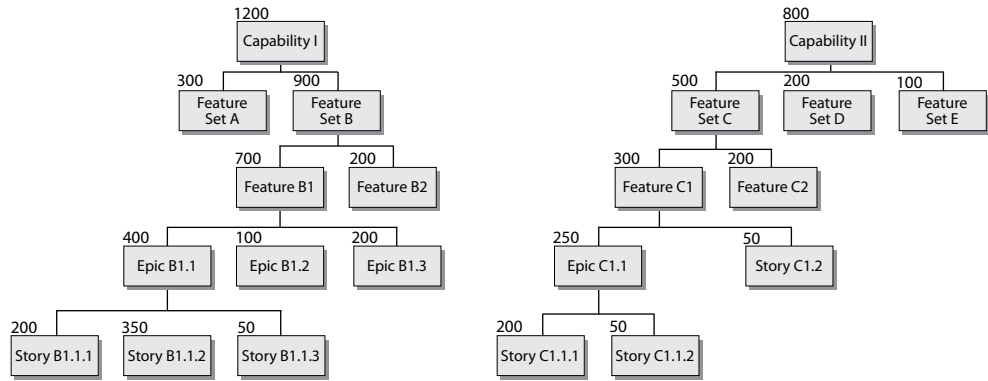 1200
Capability I
300
Feature
Set A
900
Feature
Set B
700
Feature B1
200
Feature B2
400
Epic B1.1
100
Epic B1.2
200
Epic B1.3
200
Story B1.1.1
350
Story B1.1.2
50
Story B1.1.3
800
Capability II
500
Feature
Set C
200
Feature
Set D
100
Feature
Set E
300
Feature C1
200
Feature C2
250
Epic C1.1
50
Story C1.2
200
Story C1.1.1
50
Story C1.1.2